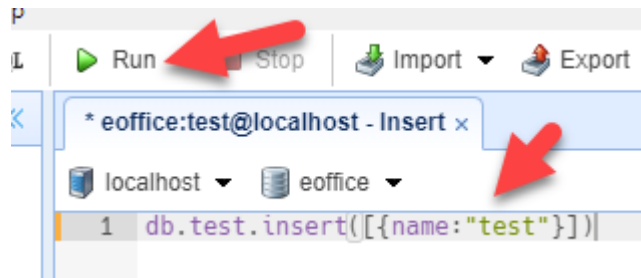 Run Stop Import Export
* eoffice:test@localhost - Insert ×
localhost eoffice
1 db.test.insert([{name:"test"}])